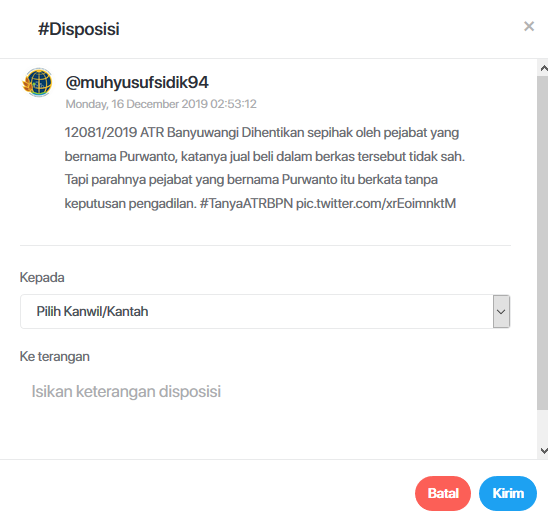 #Disposisi
×
@muhyusufsidik94
Monday, 16 December 2019 02:53:12
12081/2019 ATR Banyuwangi Dihentikan sepihak oleh pejabat yang
bernama Purwanto, katanya jual beli dalam berkas tersebut tidak sah.
Tapi parahnya pejabat yang bernama Purwanto itu berkata tanpa
keputusan pengadilan. #TanyaATRBPN pic.twitter.com/xrEoimnktM
Kepada
Pilih Kanwil/Kantah
Keterangan
Isikan keterangan disposisi
Batal Kirim